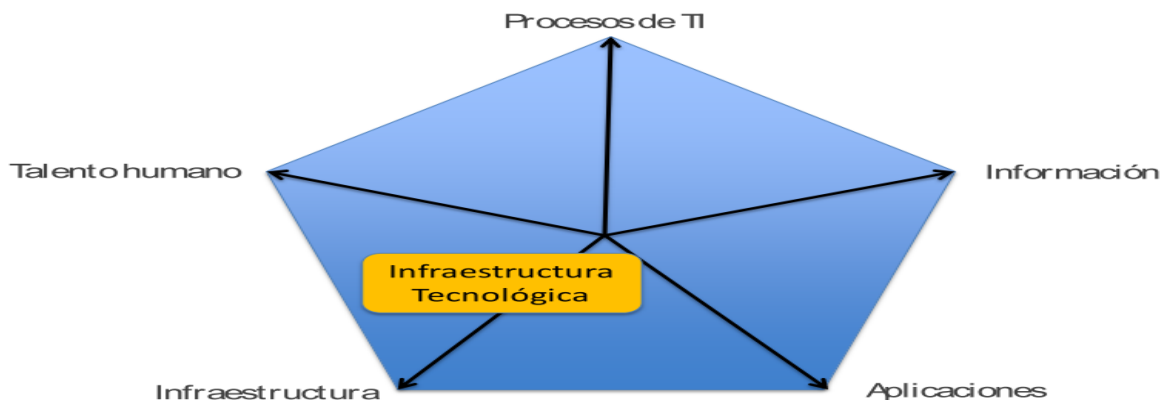 Procesos de TI
Talento humano
Información
Infraestructura
Tecnológica
Infraestructura
Aplicaciones